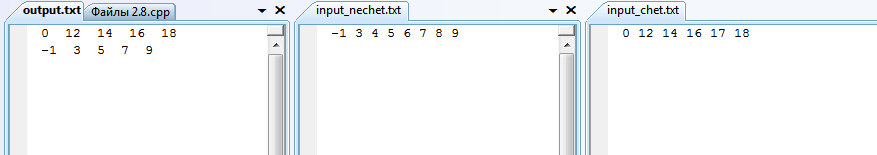 output.txt Файлы 2.8.cpp
0 12 14 16 18
-1 3 5 7 9
input_nechet.txt
-1 3 4 5 6 7 8 9
input_chet.txt
0 12 14 16 17 18